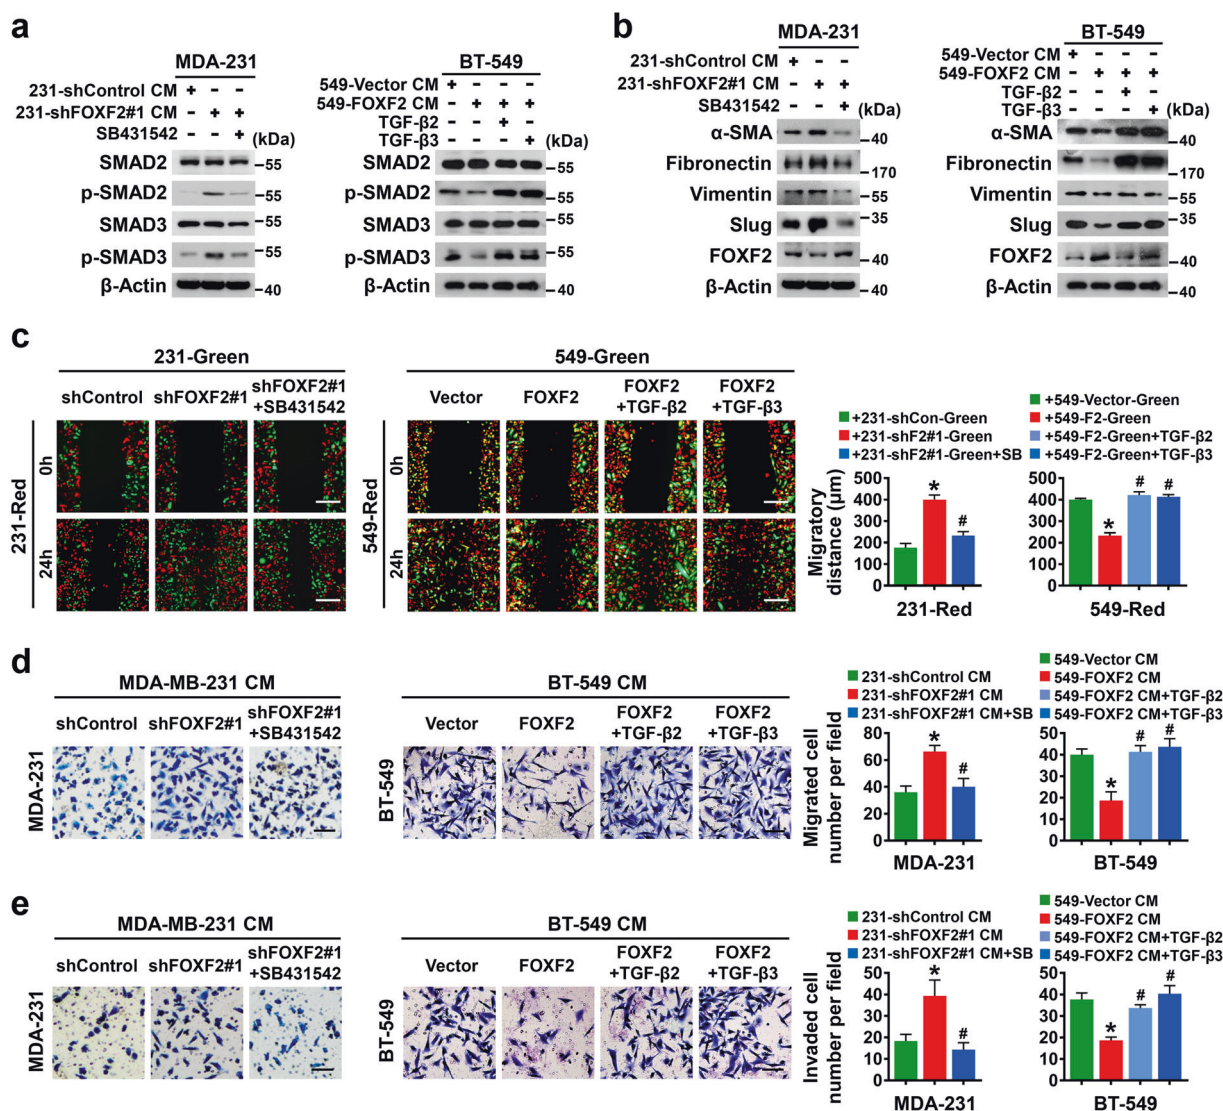 a
MDA-231
231-shControl CM + - -
231-shFOXF2#1 CM - + +
SB431542 - - + (kDa)
SMAD2 55
p-SMAD2 55
SMAD3 55
p-SMAD3 55
β-Actin 40
BT-549
549-Vector CM + - - -
549-FOXF2 CM - + + +
TGF-β2 - - + -
TGF-β3 - - - + (kDa)
SMAD2 55
p-SMAD2 55
SMAD3 55
p-SMAD3 55
β-Actin 40
b
MDA-231
231-shControl CM + - -
231-shFOXF2#1 CM - + +
SB431542 - - + (kDa)
α-SMA 40
Fibronectin 170
Vimentin 55
Slug 35
FOXF2 40
β-Actin 40
BT-549
549-Vector CM + - - -
549-FOXF2 CM - + + +
TGF-β2 - - + -
TGF-β3 - - - + (kDa)
α-SMA 40
Fibronectin 170
Vimentin 55
Slug 35
FOXF2 40
β-Actin 40
c
231-Green
shControl shFOXF2#1 shFOXF2#1
+SB431542
231-Red
0h
24h
549-Green
Vector FOXF2 FOXF2
+TGF-β2 FOXF2
+TGF-β3
549-Red
0h
24h
+231-shCon-Green
+231-shF2#1-Green
+231-shF2#1-Green+SB
Migratory
distance (μm)
500
400
300
200
100
0
*
#
231-Red
+549-Vector-Green
+549-F2-Green
+549-F2-Green+TGF-β2
+549-F2-Green+TGF-β3
500
400
300
200
100
0
*
# #
549-Red
d
MDA-MB-231 CM
shControl shFOXF2#1 shFOXF2#1
+SB431542
MDA-231
BT-549 CM
Vector FOXF2 FOXF2
+TGF-β2 FOXF2
+TGF-β3
BT-549
231-shControl CM
231-shFOXF2#1 CM
231-shFOXF2#1 CM+SB
Migrated cell
number per field
80
60
40
20
0
*
#
MDA-231
549-Vector CM
549-FOXF2 CM
549-FOXF2 CM+TGF-β2
549-FOXF2 CM+TGF-β3
50
40
30
20
10
0
*
# #
BT-549
e
MDA-MB-231 CM
shControl shFOXF2#1 shFOXF2#1
+SB431542
MDA-231
BT-549 CM
Vector FOXF2 FOXF2
+TGF-β2 FOXF2
+TGF-β3
BT-549
231-shControl CM
231-shFOXF2#1 CM
231-shFOXF2#1 CM+SB
Invaded cell
number per field
50
40
30
20
10
0
*
#
MDA-231
549-Vector CM
549-FOXF2 CM
549-FOXF2 CM+TGF-β2
549-FOXF2 CM+TGF-β3
50
40
30
20
10
0
*
# #
BT-549